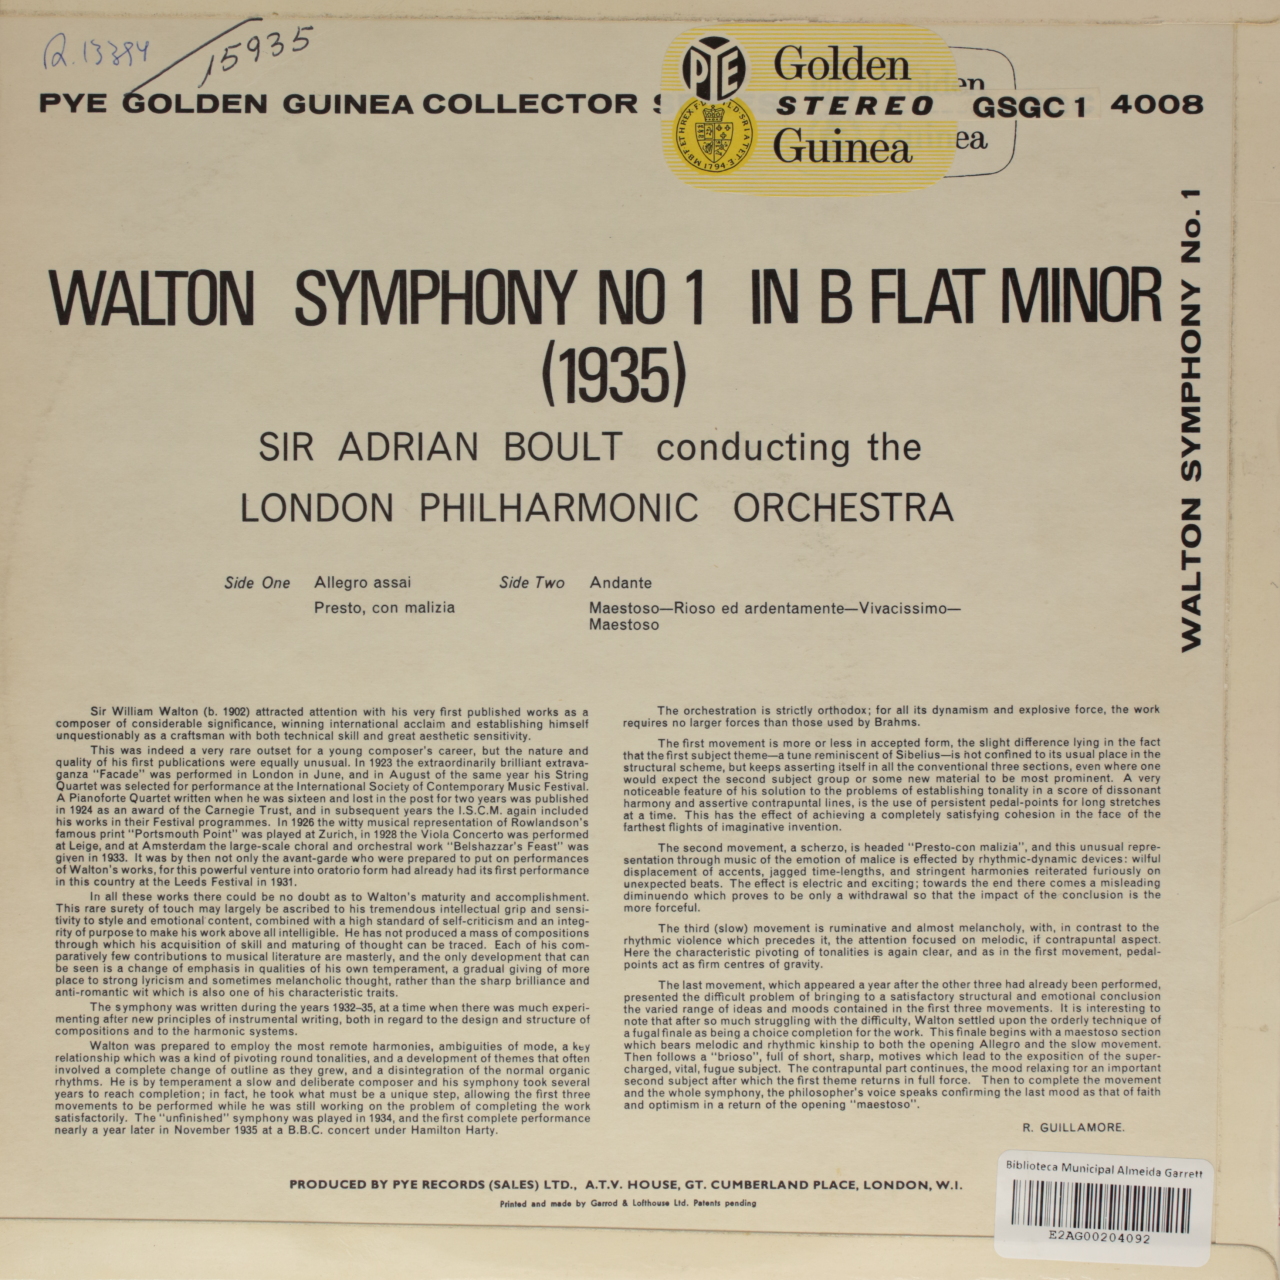 R. 13394
15935
PYE GOLDEN GUINEA COLLECTOR S
PYE
Golden
STEREO
Guinea
en
GSGC 1 4008
ea
1794
WALTON SYMPHONY NO 1 IN B FLAT MINOR
(1935)
SIR ADRIAN BOULT conducting the
LONDON PHILHARMONIC ORCHESTRA
WALTON SYMPHONY No. 1
Side One Allegro assai
Presto, con malizia
Side Two Andante
Maestoso—Rioso ed ardentamente—Vivacissimo—
Maestoso
Sir William Walton (b. 1902) attracted attention with his very first published works as a
composer of considerable significance, winning international acclaim and establishing himself
unquestionably as a craftsman with both technical skill and great aesthetic sensitivity.
This was indeed a very rare outset for a young composer's career, but the nature and
quality of his first publications were equally unusual. In 1923 the extraordinarily brilliant extrava-
ganza "Facade" was performed in London in June, and in August of the same year his String
Quartet was selected for performance at the International Society of Contemporary Music Festival.
A Pianoforte Quartet written when he was sixteen and lost in the post for two years was published
in 1924 as an award of the Carnegie Trust, and in subsequent years the I.S.C.M. again included
his works in their Festival programmes. In 1926 the witty musical representation of Rowlandson's
famous print "Portsmouth Point" was played at Zurich, in 1928 the Viola Concerto was performed
at Leige, and at Amsterdam the large-scale choral and orchestral work "Belshazzar's Feast" was
given in 1933. It was by then not only the avant-garde who were prepared to put on performances
of Walton's works, for this powerful venture into oratorio form had already had its first performance
in this country at the Leeds Festival in 1931.
In all these works there could be no doubt as to Walton's maturity and accomplishment.
This rare surety of touch may largely be ascribed to his tremendous intellectual grip and sensi-
tivity to style and emotional content, combined with a high standard of self-criticism and an integ-
rity of purpose to make his work above all intelligible. He has not produced a mass of compositions
through which his acquisition of skill and maturing of thought can be traced. Each of his com-
paratively few contributions to musical literature are masterly, and the only development that can
be seen is a change of emphasis in qualities of his own temperament, a gradual giving of more
place to strong lyricism and sometimes melancholic thought, rather than the sharp brilliance and
anti-romantic wit which is also one of his characteristic traits.
The symphony was written during the years 1932–35, at a time when there was much experi-
menting after new principles of instrumental writing, both in regard to the design and structure of
compositions and to the harmonic systems.
Walton was prepared to employ the most remote harmonies, ambiguities of mode, a key
relationship which was a kind of pivoting round tonalities, and a development of themes that often
involved a complete change of outline as they grew, and a disintegration of the normal organic
rhythms. He is by temperament a slow and deliberate composer and his symphony took several
years to reach completion; in fact, he took what must be a unique step, allowing the first three
movements to be performed while he was still working on the problem of completing the work
satisfactorily. The "unfinished" symphony was played in 1934, and the first complete performance
nearly a year later in November 1935 at a B.B.C. concert under Hamilton Harty.
The orchestration is strictly orthodox; for all its dynamism and explosive force, the work
requires no larger forces than those used by Brahms.
The first movement is more or less in accepted form, the slight difference lying in the fact
that the first subject theme—a tune reminiscent of Sibelius—is hot confined to its usual place in the
structural scheme, but keeps asserting itself in all the conventional three sections, even where one
would expect the second subject group or some new material to be most prominent. A very
noticeable feature of his solution to the problems of establishing tonality in a score of dissonant
harmony and assertive contrapuntal lines, is the use of persistent pedal-points for long stretches
at a time. This has the effect of achieving a completely satisfying cohesion in the face of the
farthest flights of imaginative invention.
The second movement, a scherzo, is headed "Presto-con malizia", and this unusual repre-
sentation through music of the emotion of malice is effected by rhythmic-dynamic devices: wilful
displacement of accents, jagged time-lengths, and stringent harmonies reiterated furiously on
unexpected beats. The effect is electric and exciting; towards the end there comes a misleading
diminuendo which proves to be only a withdrawal so that the impact of the conclusion is the
more forceful.
The third (slow) movement is ruminative and almost melancholy, with, in contrast to the
rhythmic violence which precedes it, the attention focused on melodic, if contrapuntal aspect.
Here the characteristic pivoting of tonalities is again clear, and as in the first movement, pedal-
points act as firm centres of gravity.
The last movement, which appeared a year after the other three had already been performed,
presented the difficult problem of bringing to a satisfactory structural and emotional conclusion
the varied range of ideas and moods contained in the first three movements. It is interesting to
note that after so much struggling with the difficulty, Walton settled upon the orderly technique of
a fugal finale as being a choice completion for the work. This finale begins with a maestoso section
which bears melodic and rhythmic kinship to both the opening Allegro and the slow movement.
Then follows a "brioso", full of short, sharp, motives which lead to the exposition of the super-
charged, vital, fugue subject. The contrapuntal part continues, the mood relaxing for an important
second subject after which the first theme returns in full force. Then to complete the movement
and the whole symphony, the philosopher's voice speaks confirming the last mood as that of faith
and optimism in a return of the opening "maestoso".
R. GUILLAMORE.
PRODUCED BY PYE RECORDS (SALES) LTD., A.T.V. HOUSE, GT. CUMBERLAND PLACE, LONDON, W.I.
Printed and made by Garrod & Lofthouse Ltd. Patents pending
Biblioteca Municipal Almeida Garrett
E2AG00204092